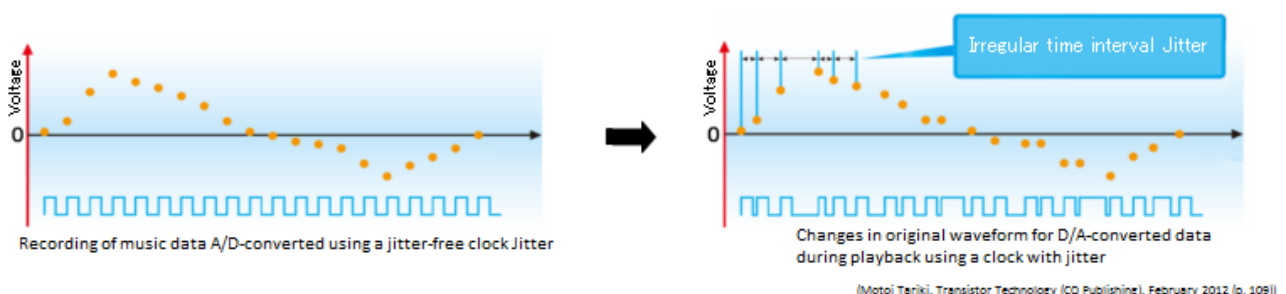 Voltage
0
Recording of music data A/D-converted using a jitter-free clock Jitter
Irregular time interval Jitter
Voltage
0
Changes in original waveform for D/A-converted data
during playback using a clock with jitter
(Motoi Tariki, Transistor Technology (CQ Publishing), February 2012 (p. 109))